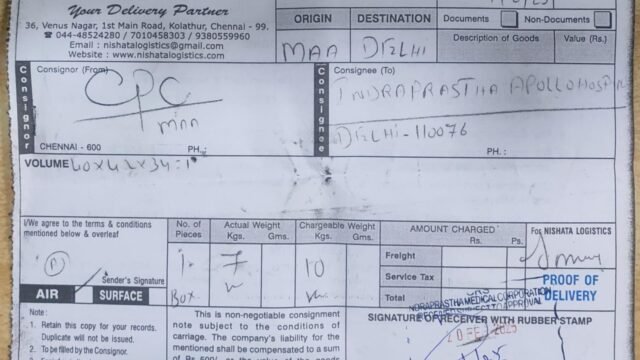 Your Delivery Partner
36, Venus Nagar, 1st Main Road, Kolathur, Chennai - 99.
☎ 044-48524280 / 7010458303 / 9380559960
Email : nishatalogistics@gmail.com
Website : www.nishatalogistics.com
ORIGIN DESTINATION Documents Non-Documents
MAA DELHI Description of Goods Value (Rs.)
Consignor Consignor (From) Consignee Consignee (To)
CPC INDRAPRASTHA APOLLO
MAA DELHI-110076
CHENNAI - 600 PH.: PH.:
VOLUME 40x42x34=1
I/We agree to the terms & conditions mentioned below & overleaf
No. of Pieces Actual Weight Kgs. Gms. Chargeable Weight Kgs. Gms. AMOUNT CHARGED Rs. Ps. For NISHATA LOGISTICS
1 7 10 Freight
Sender's Signature Service Tax PROOF OF
AIR SURFACE Box Total DELIVERY
INDRAPRASTHA MEDICAL CORPORATION
SIGNATURE OF RECEIVER WITH RUBBER STAMP
Note :
1. Retain this copy for your records.
Duplicate will not be issued.
2. To be filled by the Consignor.
This is non-negotiable consignment
note subject to the conditions of
carriage. The company's liability for
the mentioned shall be compensated to a